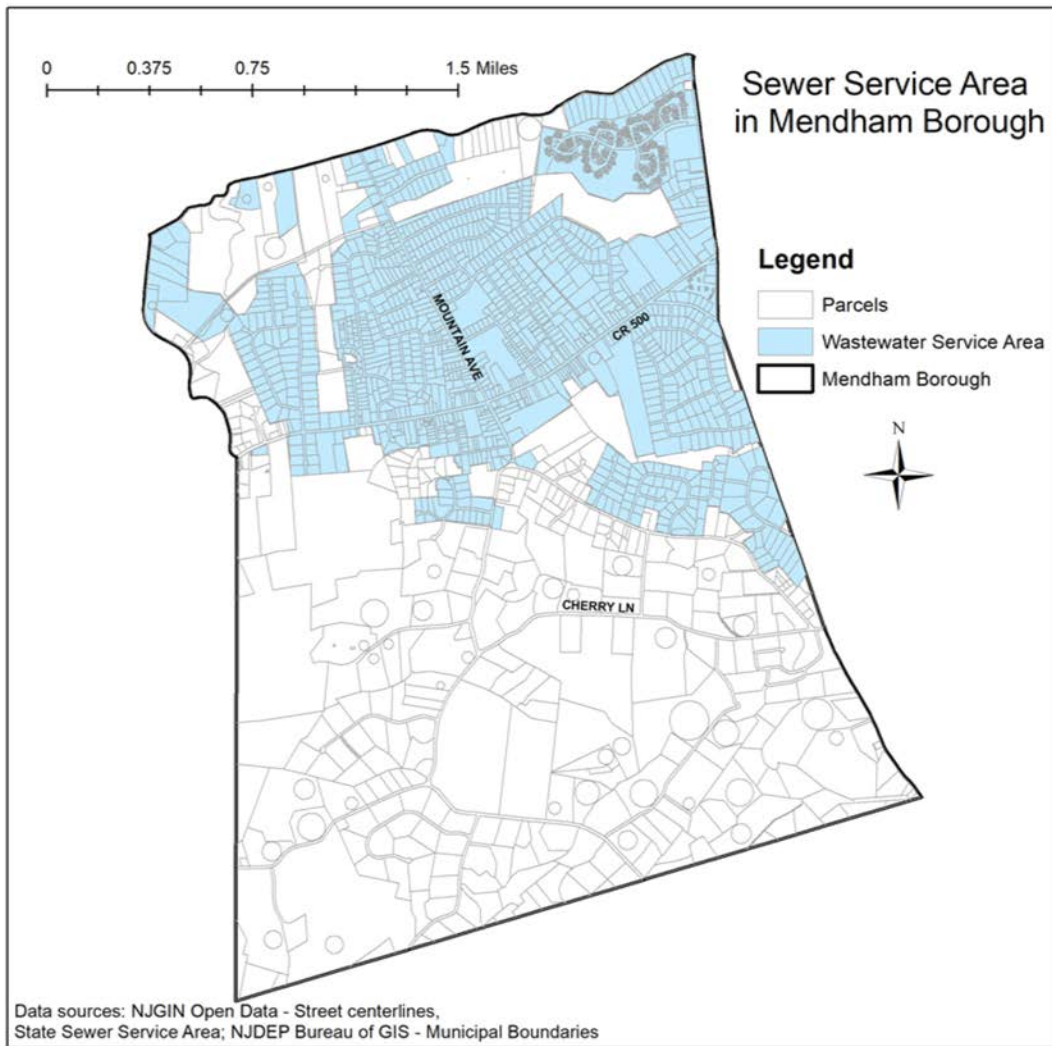 0 0.375 0.75 1.5 Miles
Sewer Service Area
in Mendham Borough
Legend
Parcels
Wastewater Service Area
Mendham Borough
N
MOUNTAIN AVE
CR 500
CHERRY LN
Data sources: NJGIN Open Data - Street centerlines,
State Sewer Service Area; NJDEP Bureau of GIS - Municipal Boundaries